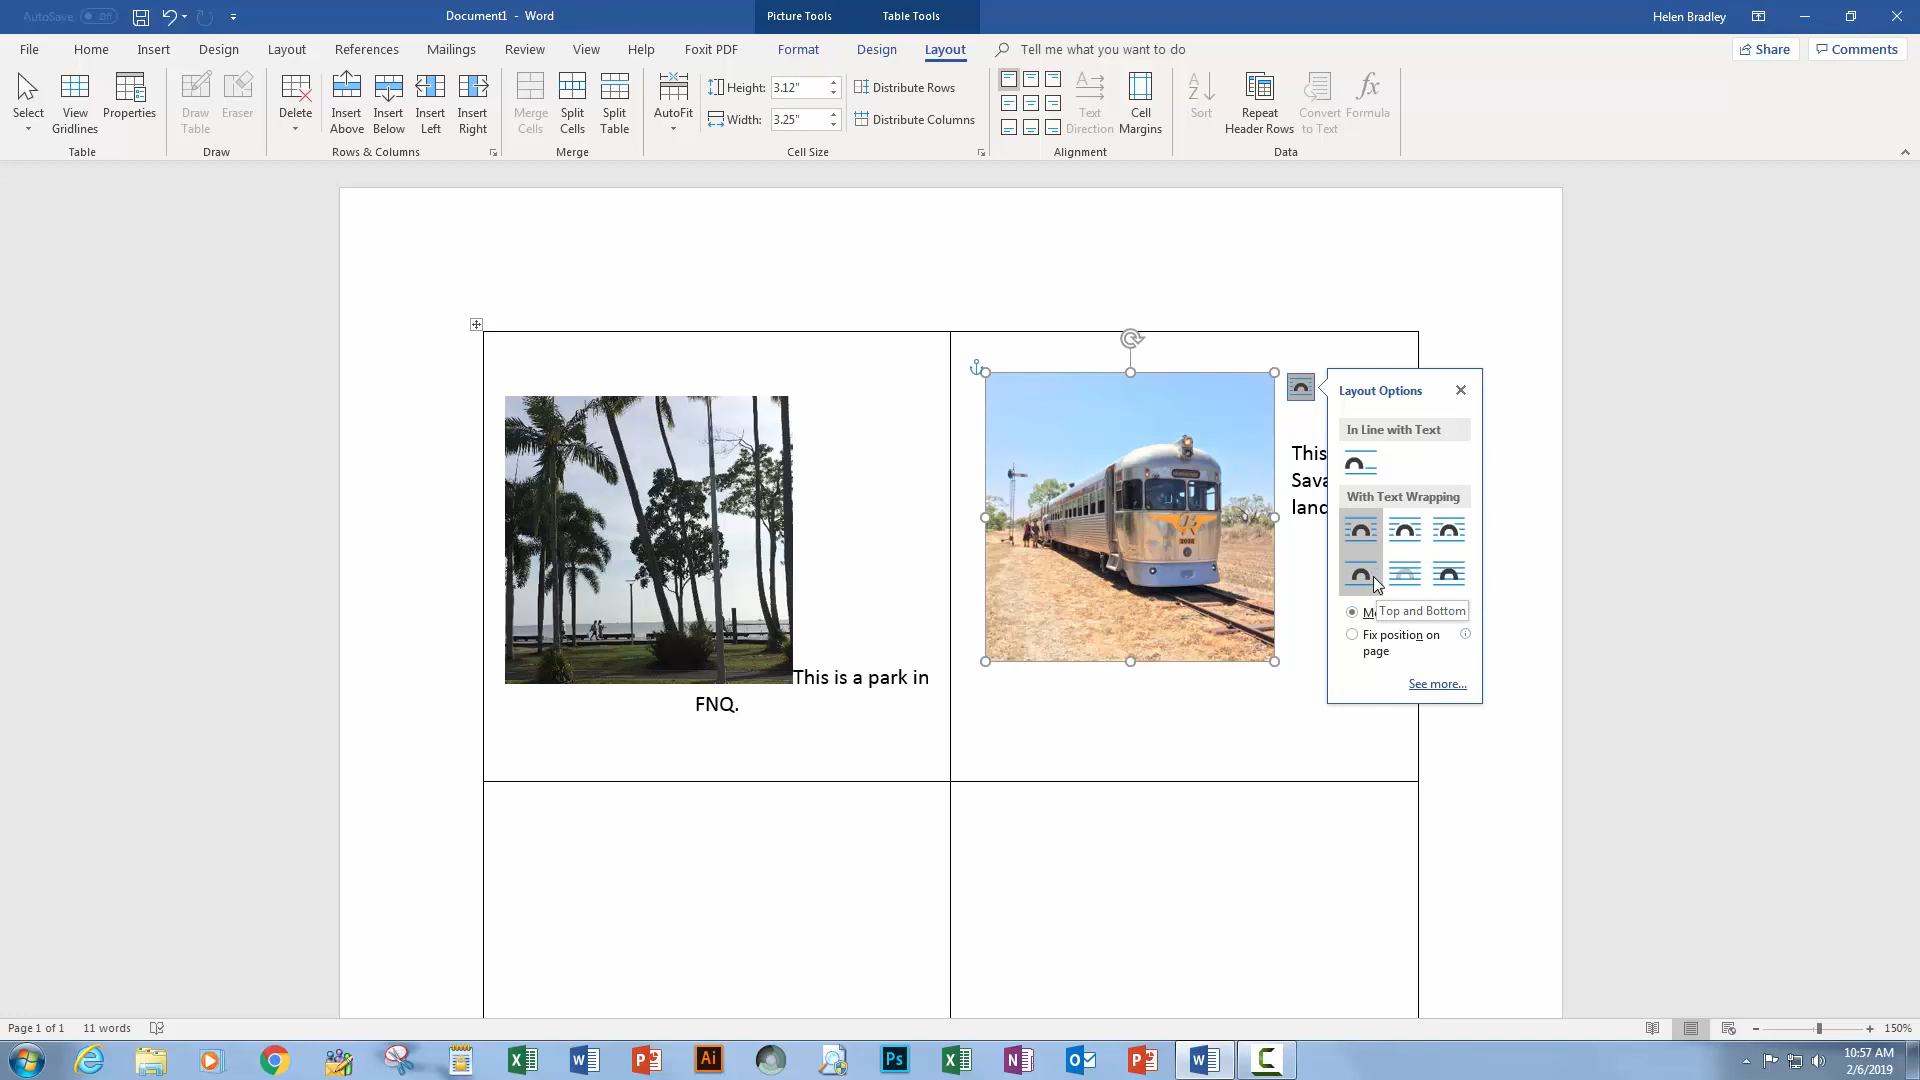 AutoSave Off
Document1 - Word
Picture Tools
Table Tools
Helen Bradley
File Home Insert Design Layout References Mailings Review View Help Foxit PDF Format Design Layout Tell me what you want to do Share Comments
Select
View Gridlines
Properties
Table
Draw Table
Eraser
Draw
Delete
Insert Above
Insert Below
Insert Left
Insert Right
Rows & Columns
Merge Cells
Split Cells
Split Table
Merge
AutoFit
Height: 3.12"
Width: 3.25"
Distribute Rows
Distribute Columns
Cell Size
Text Direction
Cell Margins
Alignment
A Z
Sort
Repeat Header Rows
Convert to Text
fx
Formula
Data
This is a park in
FNQ.
This
Sava
land
Layout Options
In Line with Text
With Text Wrapping
Top and Bottom
Fix position on
page
See more...
Page 1 of 1 11 words
150%
Ai
Ps
10:57 AM
2/6/2019